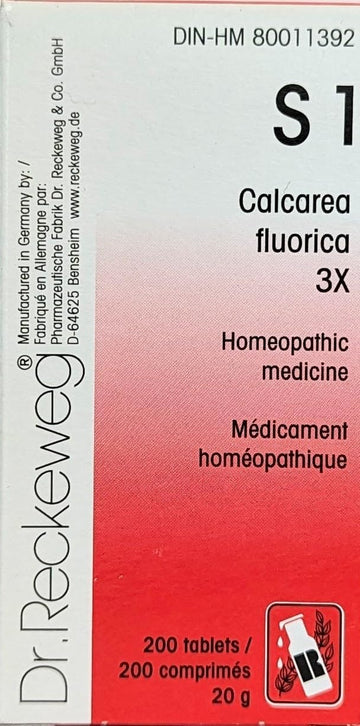 DIN-HM 80011392
S 1
Calcarea
fluorica
3X
Homeopathic
medicine
Médicament
homéopathique
200 tablets /
200 comprimés
20 g
R
Dr.Reckeweg®
Manufactured in Germany by: /
Fabriqué en Allemagne par:
Pharmazeutische Fabrik Dr. Reckeweg & Co. GmbH
D-64625 Bensheim www.reckeweg.de